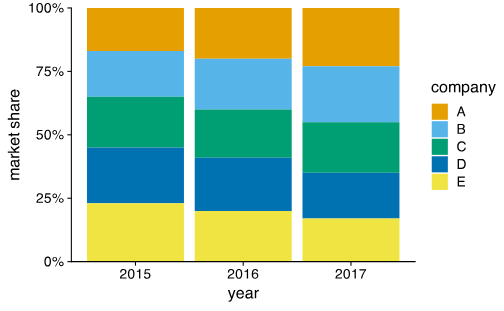 100%
75%
50%
25%
0%
market share
2015
2016
2017
year
company
A
B
C
D
E